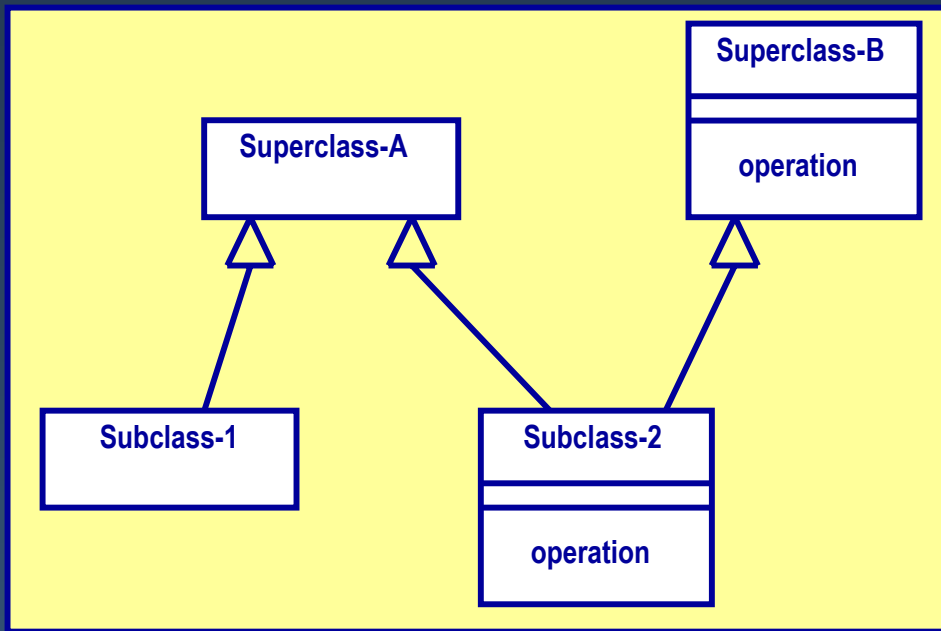 Superclass-B
operation
Superclass-A
Subclass-1
Subclass-2
operation